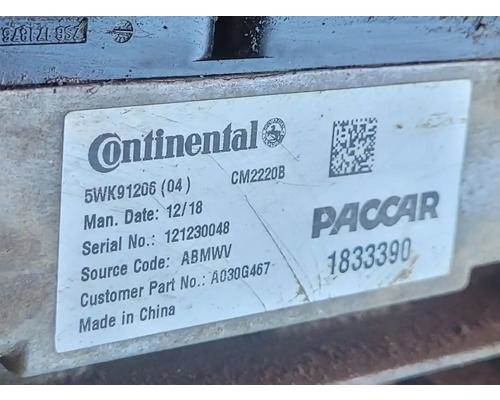 Continental
5WK91206 (04)
CM2220B
Man. Date: 12/18
Serial No.: 121230048
Source Code: ABMWV
Customer Part No.: A030G467
Made in China
PACCAR
1833390